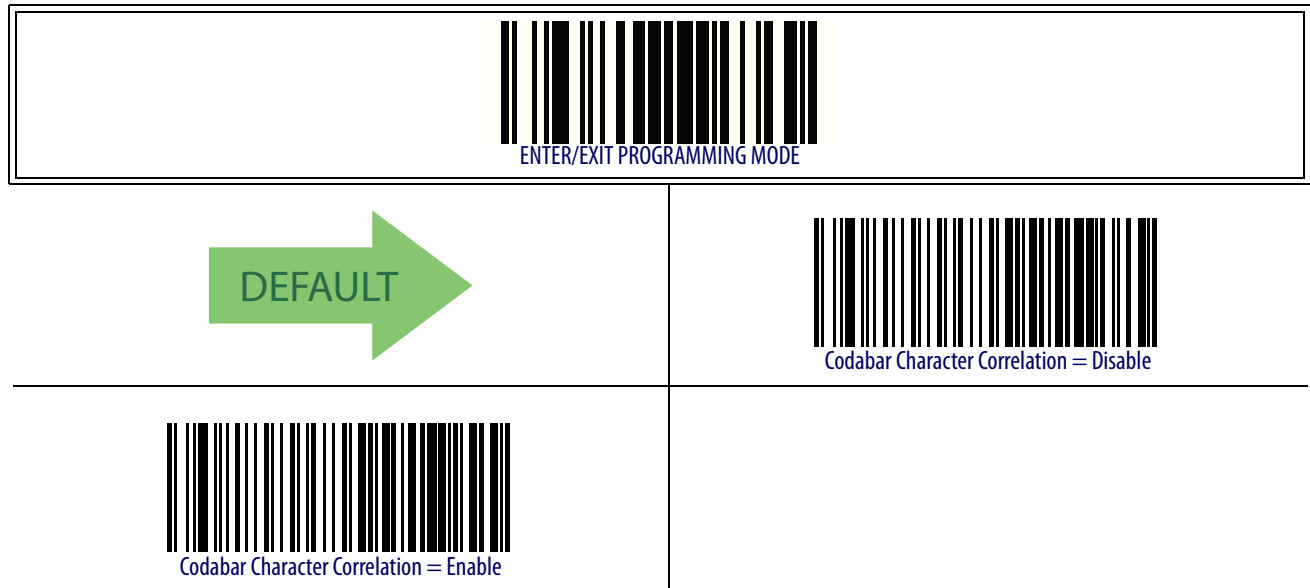 ENTER/EXIT PROGRAMMING MODE
DEFAULT
Codabar Character Correlation = Disable
Codabar Character Correlation = Enable